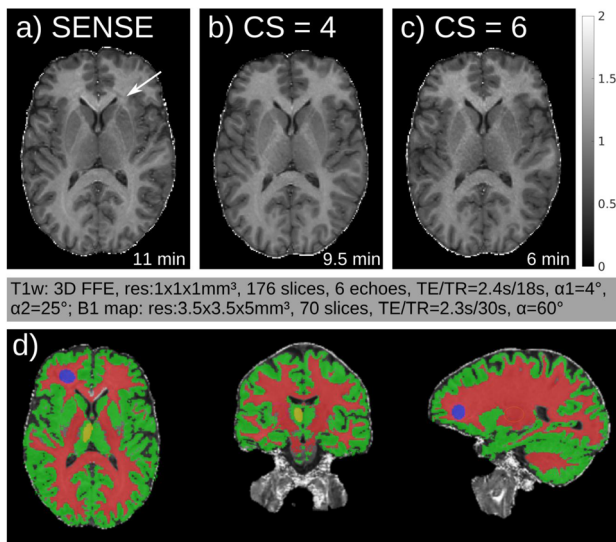 a) SENSE
b) CS = 4
c) CS = 6
2
1.5
1
0.5
0
11 min
9.5 min
6 min
T1w: 3D FFE, res:1x1x1mm³, 176 slices, 6 echoes, TE/TR=2.4s/18s, α1=4°,
α2=25°; B1 map: res:3.5x3.5x5mm³, 70 slices, TE/TR=2.3s/30s, α=60°
d)